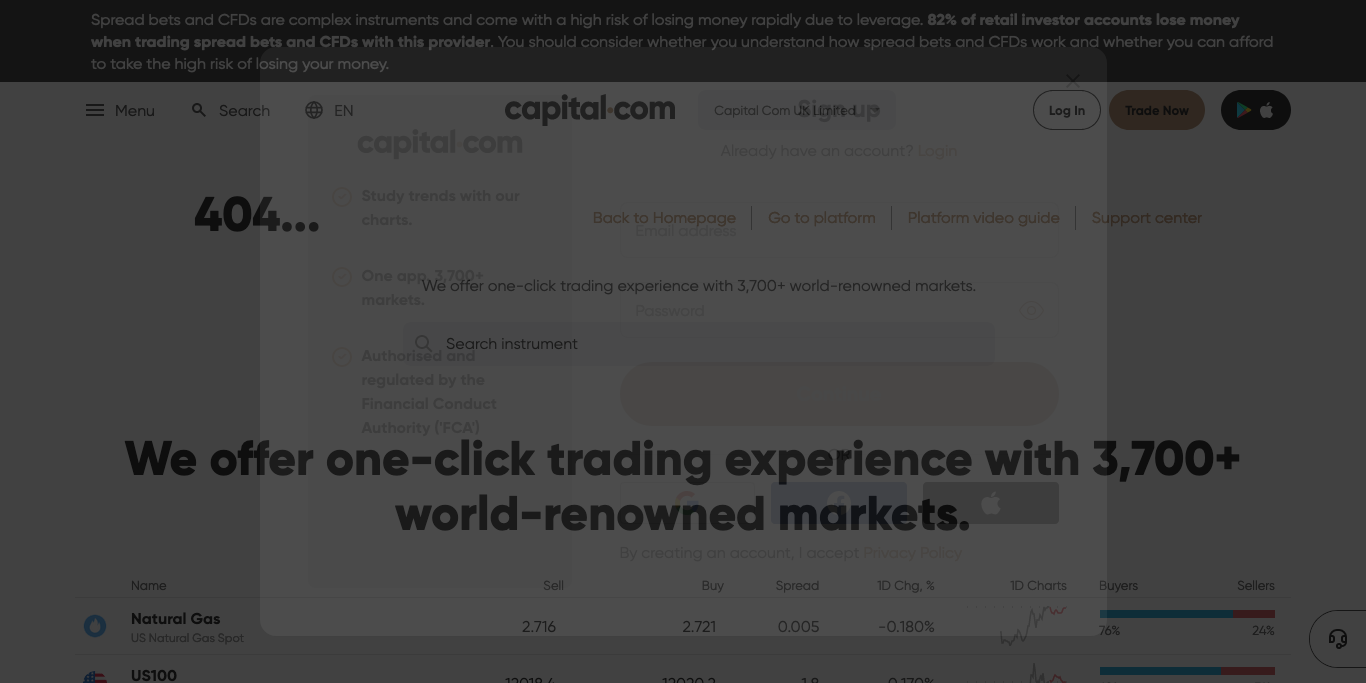 Spread bets and CFDs are complex instruments and come with a high risk of losing money rapidly due to leverage. 82% of retail investor accounts lose money
when trading spread bets and CFDs with this provider. You should consider whether you understand how spread bets and CFDs work and whether you can afford
to take the high risk of losing your money.
Menu
Search
EN
capital.com
Capital Com UK Limited
Log In
Trade Now
Sign up
Already have an account? Login
capital.com
Study trends with our
charts.
One app, 3,700+
markets.
Authorised and
regulated by the
Financial Conduct
Authority ('FCA')
404...
Back to Homepage
Go to platform
Platform video guide
Support center
Email address
We offer one-click trading experience with 3,700+ world-renowned markets.
Password
Search instrument
We offer one-click trading experience with 3,700+
world-renowned markets.
By creating an account, I accept Privacy Policy
Name Sell Buy Spread 1D Chg, % 1D Charts Buyers Sellers
Natural Gas
US Natural Gas Spot
2.716 2.721 0.005 -0.180%
76% 24%
US100